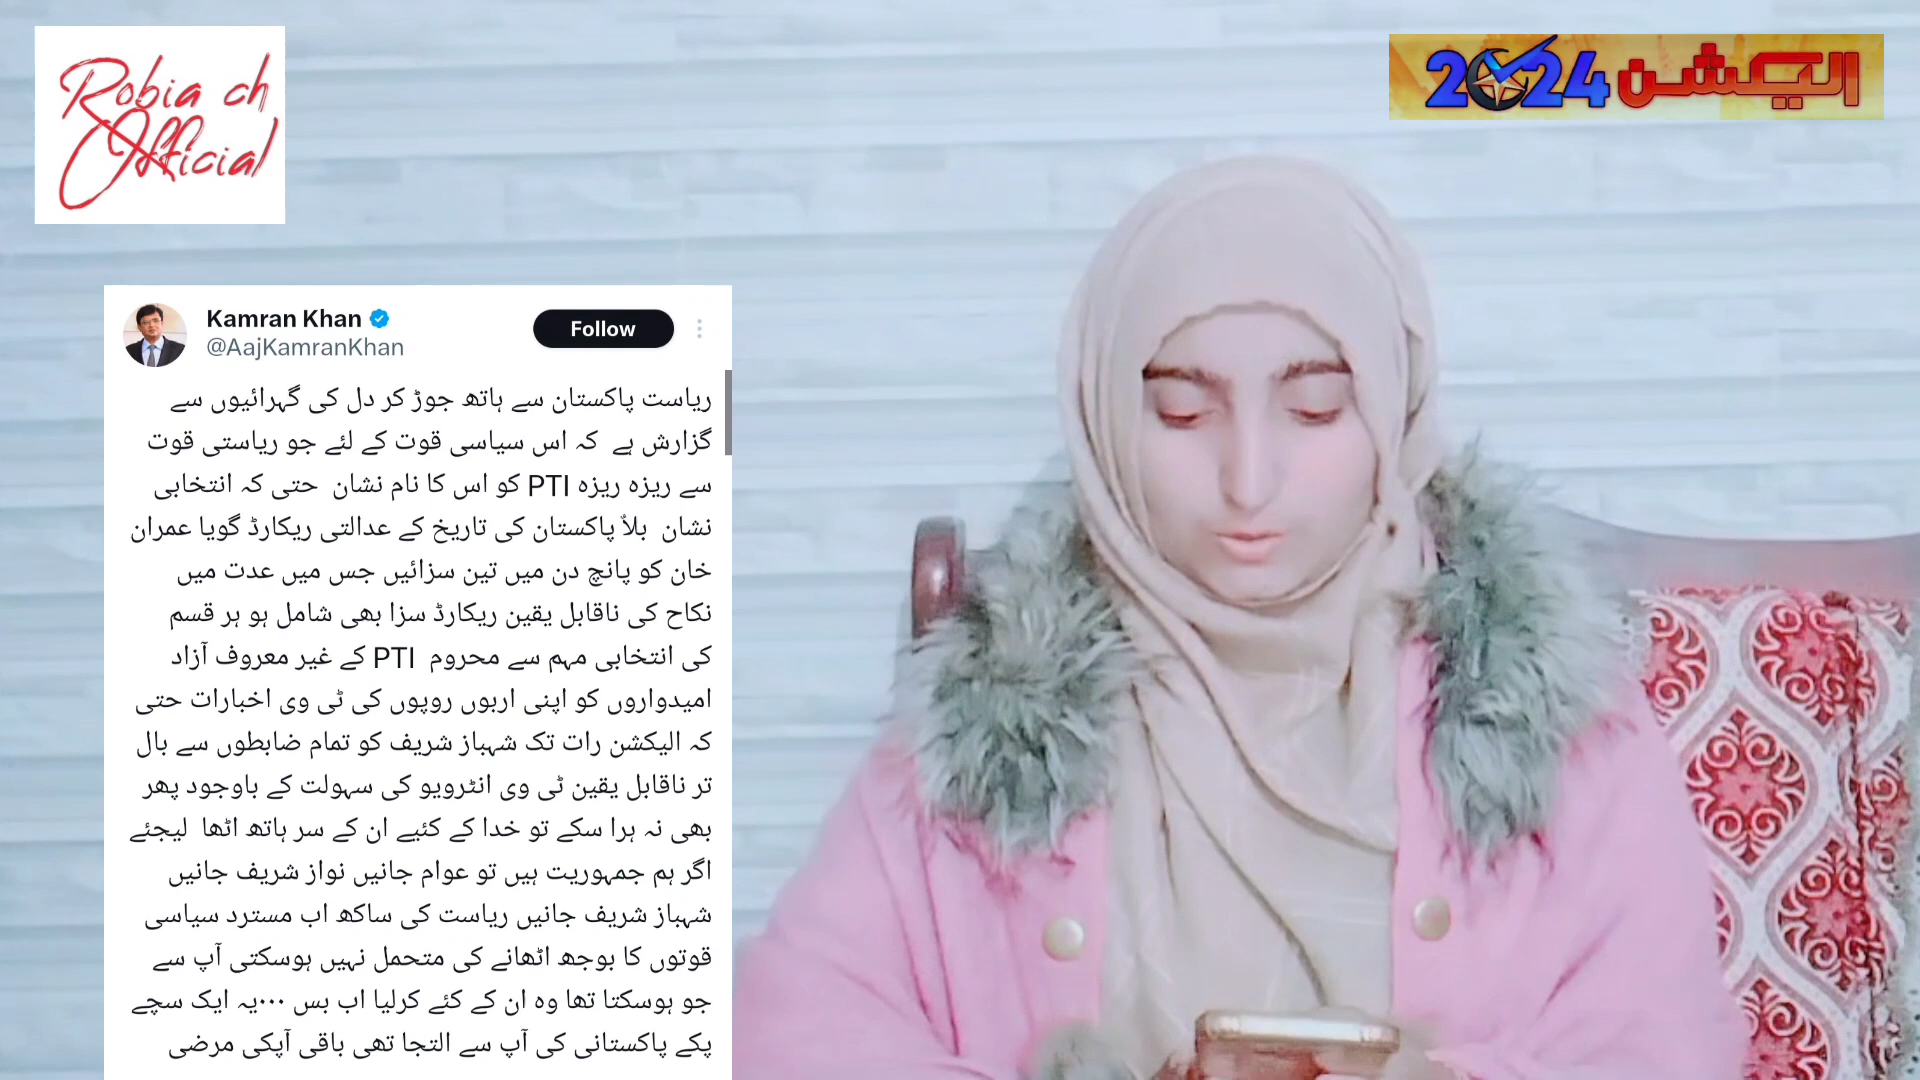 Robia ch
Official
الیکشن 2024
Kamran Khan
@AajKamranKhan
Follow
ریاست پاکستان سے ہاتھ جوڑ کر دل کی گہرائیوں سے
گزارش ہے کہ اس سیاسی قوت کے لئے جو ریاستی قوت
سے ریزہ ریزہ PTI کو اس کا نام نشان حتی کہ انتخابی
نشان بلاٌ پاکستان کی تاریخ کے عدالتی ریکارڈ گویا عمران
خان کو پانچ دن میں تین سزائیں جس میں عدت میں
نکاح کی ناقابل یقین ریکارڈ سزا بھی شامل ہو ہر قسم
کی انتخابی مہم سے محروم PTI کے غیر معروف آزاد
امیدواروں کو اپنی اربوں روپوں کی ٹی وی اخبارات حتی
کہ الیکشن رات تک شہباز شریف کو تمام ضابطوں سے بال
تر ناقابل یقین ٹی وی انٹرویو کی سہولت کے باوجود پھر
بھی نہ ہرا سکے تو خدا کے کئیے ان کے سر ہاتھ اٹھا لیجئے
اگر ہم جمہوریت ہیں تو عوام جانیں نواز شریف جانیں
شہباز شریف جانیں ریاست کی ساکھ اب مسترد سیاسی
قوتوں کا بوجھ اٹھانے کی متحمل نہیں ہوسکتی آپ سے
جو ہوسکتا تھا وہ ان کے کئے کرلیا اب بس ۰۰۰یہ ایک سچے
پکے پاکستانی کی آپ سے التجا تھی باقی آپکی مرضی